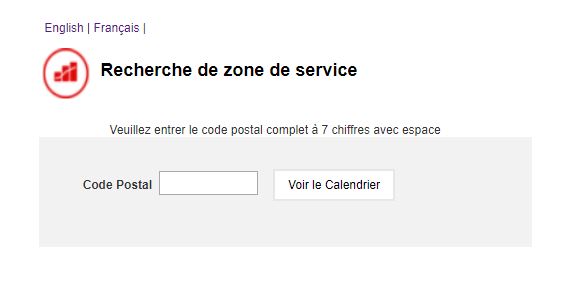 English | Français |
Recherche de zone de service
Veuillez entrer le code postal complet à 7 chiffres avec espace
Code Postal Voir le Calendrier